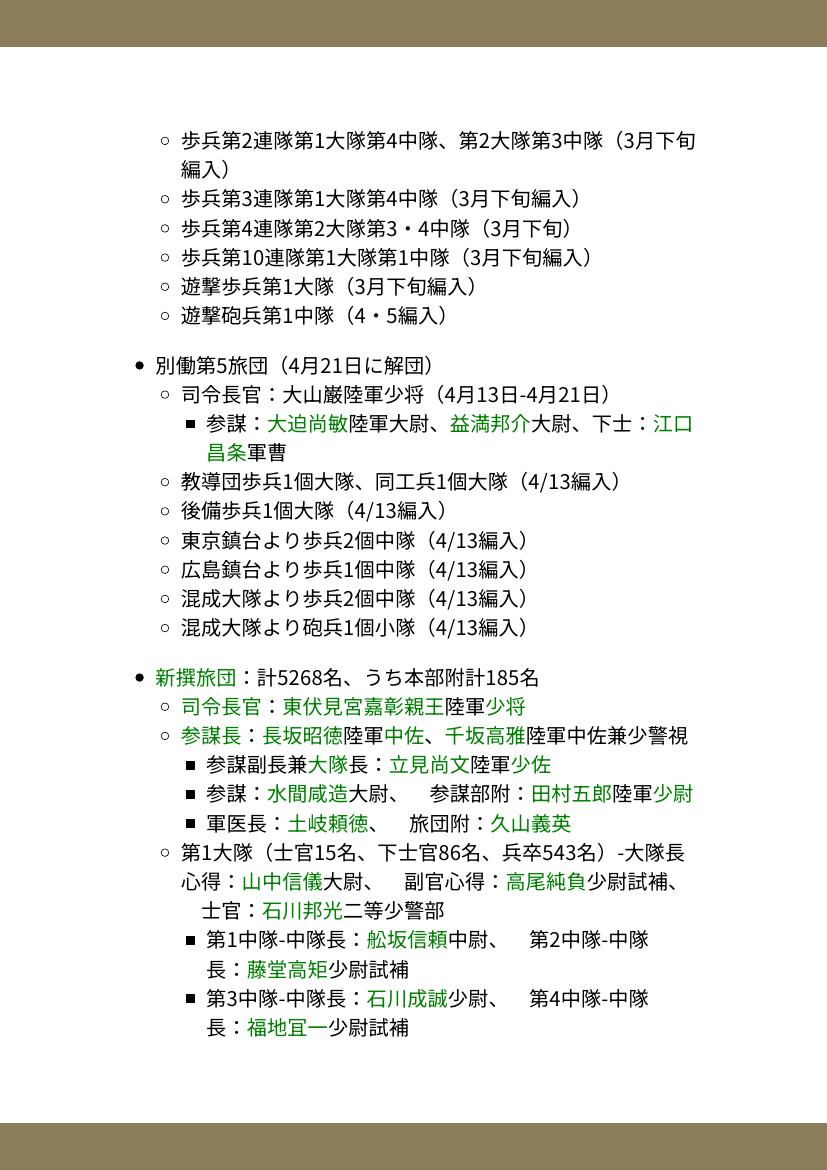 歩兵第2連隊第1大隊第4中隊、第2大隊第3中隊（3月下旬
編入）
歩兵第3連隊第1大隊第4中隊（3月下旬編入）
歩兵第4連隊第2大隊第3・4中隊（3月下旬）
歩兵第10連隊第1大隊第1中隊（3月下旬編入）
遊撃歩兵第1大隊（3月下旬編入）
遊撃砲兵第1中隊（4・5編入）
別働第5旅団（4月21日に解団）
司令長官：大山巌陸軍少将（4月13日-4月21日）
参謀：大迫尚敏陸軍大尉、益満邦介大尉、下士：江口
昌条軍曹
教導団歩兵1個大隊、同工兵1個大隊（4/13編入）
後備歩兵1個大隊（4/13編入）
東京鎮台より歩兵2個中隊（4/13編入）
広島鎮台より歩兵1個中隊（4/13編入）
混成大隊より歩兵2個中隊（4/13編入）
混成大隊より砲兵1個小隊（4/13編入）
新撰旅団：計5268名、うち本部附計185名
司令長官：東伏見宮嘉彰親王陸軍少将
参謀長：長坂昭徳陸軍中佐、千坂高雅陸軍中佐兼少警視
参謀副長兼大隊長：立見尚文陸軍少佐
参謀：水間咸造大尉、　参謀部附：田村五郎陸軍少尉
軍医長：土岐頼徳、　旅団附：久山義英
第1大隊（士官15名、下士官86名、兵卒543名）-大隊長
心得：山中信儀大尉、　副官心得：高尾純負少尉試補、
　士官：石川邦光二等少警部
第1中隊-中隊長：舩坂信頼中尉、　第2中隊-中隊
長：藤堂高矩少尉試補
第3中隊-中隊長：石川成誠少尉、　第4中隊-中隊
長：福地冝一少尉試補